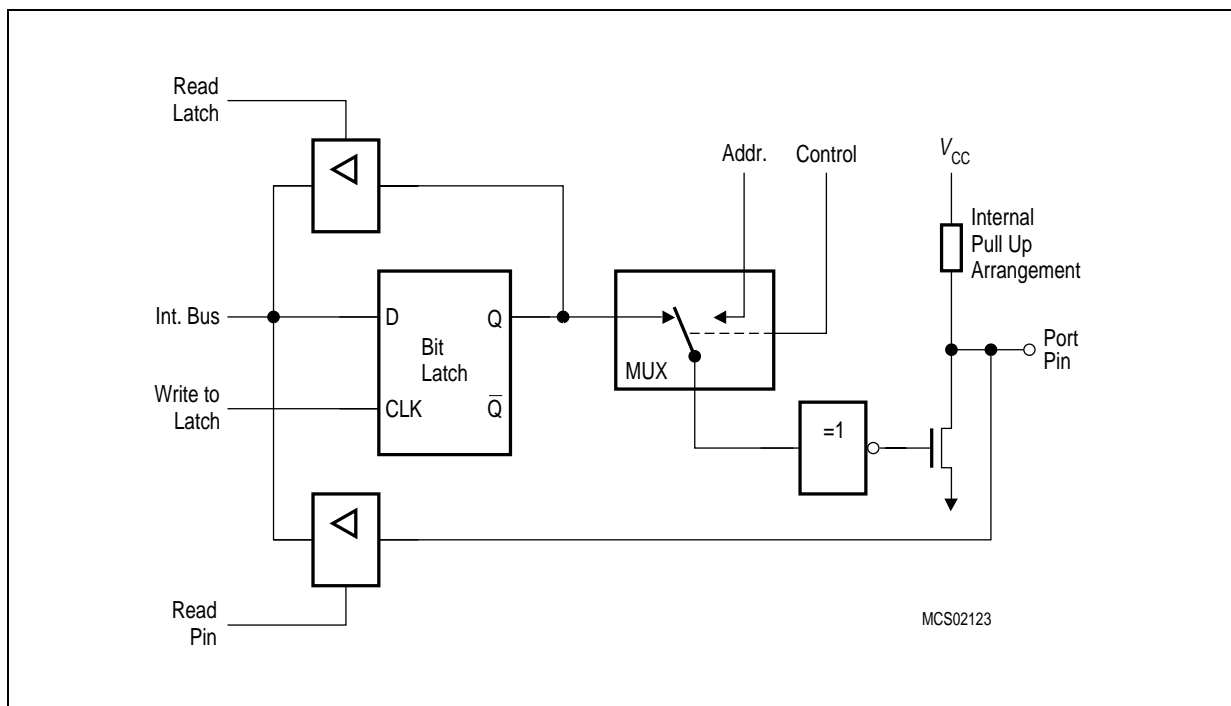 Read
Latch
Addr.
Control
VCC
Internal
Pull Up
Arrangement
Int. Bus
D
Q
Bit
Latch
MUX
Port
Pin
Write to
Latch
CLK
Q̅
=1
Read
Pin
MCS02123